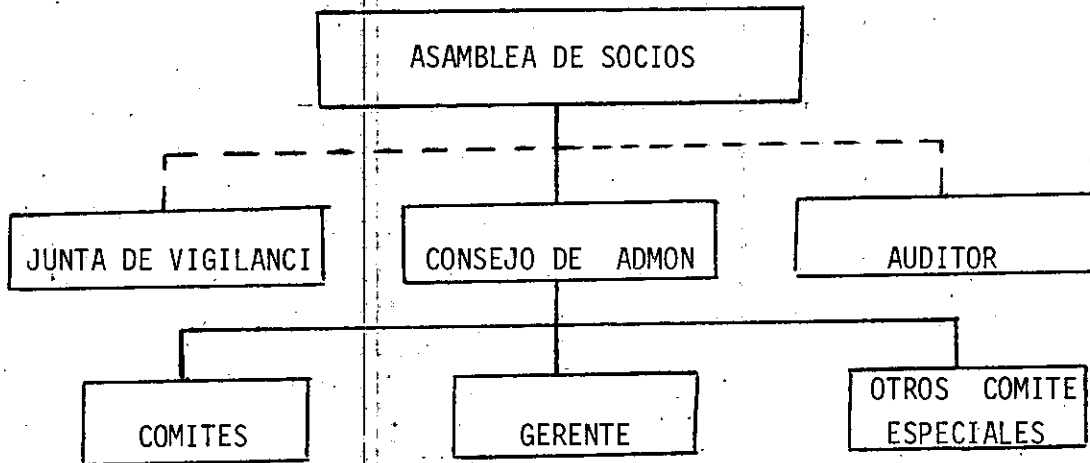 ASAMBLEA DE SOCIOS
JUNTA DE VIGILANCI
CONSEJO DE ADMON
AUDITOR
COMITES
GERENTE
OTROS COMITE
ESPECIALES